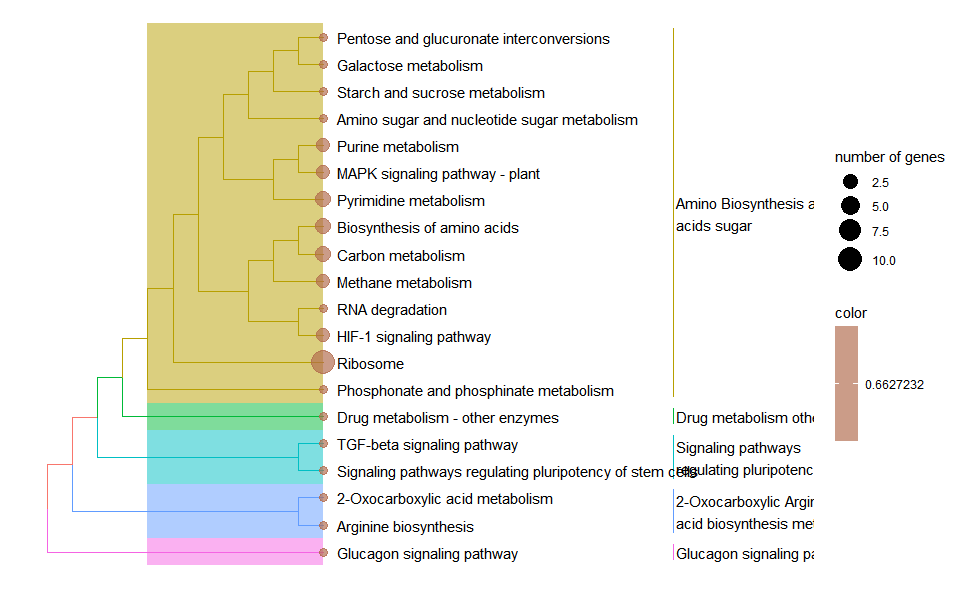 Pentose and glucuronate interconversions
Galactose metabolism
Starch and sucrose metabolism
Amino sugar and nucleotide sugar metabolism
Purine metabolism
MAPK signaling pathway - plant
Pyrimidine metabolism
Biosynthesis of amino acids
Carbon metabolism
Methane metabolism
RNA degradation
HIF-1 signaling pathway
Ribosome
Phosphonate and phosphinate metabolism
Drug metabolism - other enzymes
TGF-beta signaling pathway
Signaling pathways regulating pluripotency of stem cells
2-Oxocarboxylic acid metabolism
Arginine biosynthesis
Glucagon signaling pathway
Amino Biosynthesis a
acids sugar
Drug metabolism othe
Signaling pathways
regulating pluripotenc
2-Oxocarboxylic Argin
acid biosynthesis met
Glucagon signaling pa
number of genes
2.5
5.0
7.5
10.0
color
0.6627232